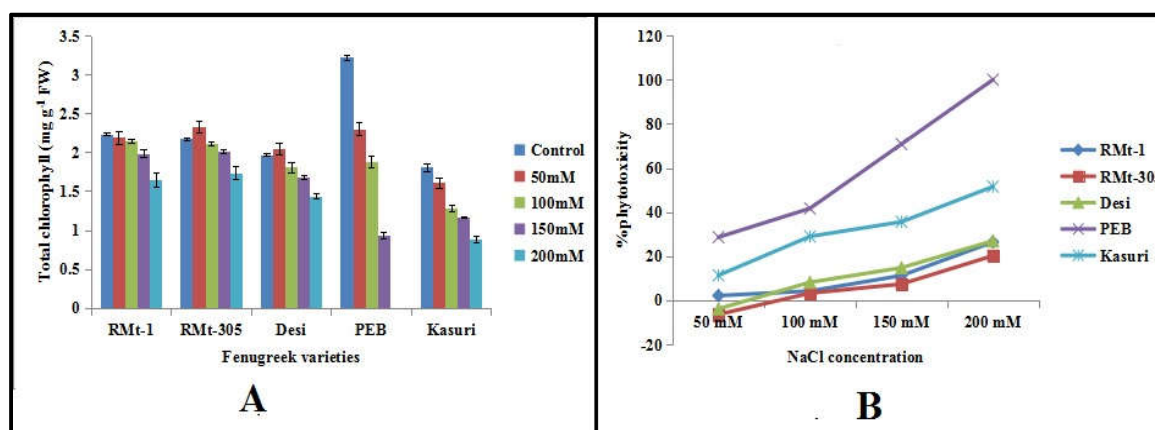 3.5
3
2.5
2
1.5
1
0.5
0
Total chlorophyll (mg g-1 FW)
RMt-1 RMt-305 Desi PEB Kasuri
Fenugreek varieties
Control
50mM
100mM
150mM
200mM
A
120
100
80
60
40
20
0
-20
%phytotoxicity
50 mM 100 mM 150 mM 200 mM
NaCl concentration
RMt-1
RMt-305
Desi
PEB
Kasuri
B